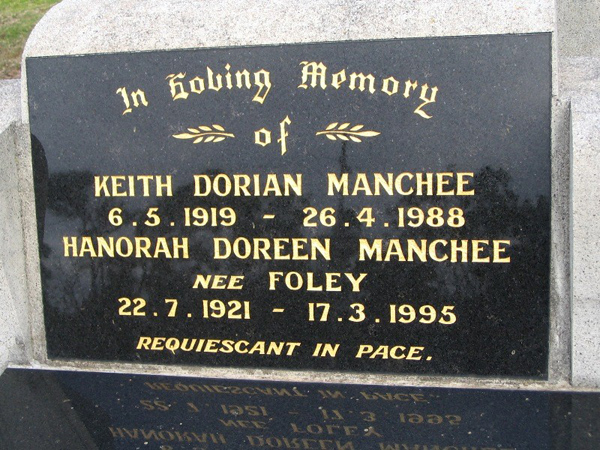 In Loving Memory
of
KEITH DORIAN MANCHEE
6.5.1919 - 26.4.1988
HANORAH DOREEN MANCHEE
NEE FOLEY
22.7.1921 - 17.3.1995
REQUIESCANT IN PACE.